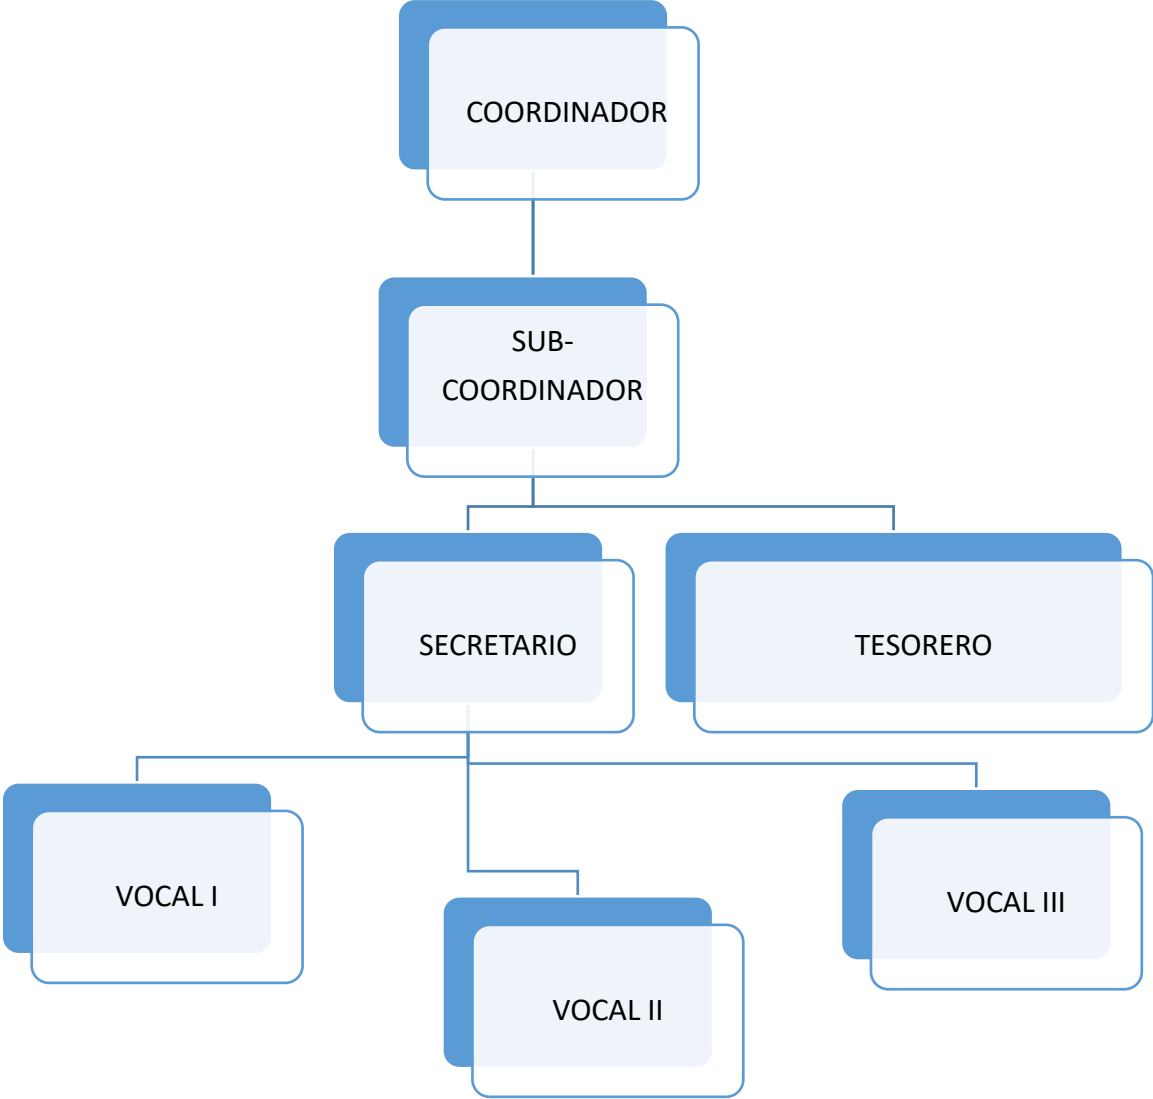 COORDINADOR
SUB-
COORDINADOR
SECRETARIO
TESORERO
VOCAL I
VOCAL II
VOCAL III